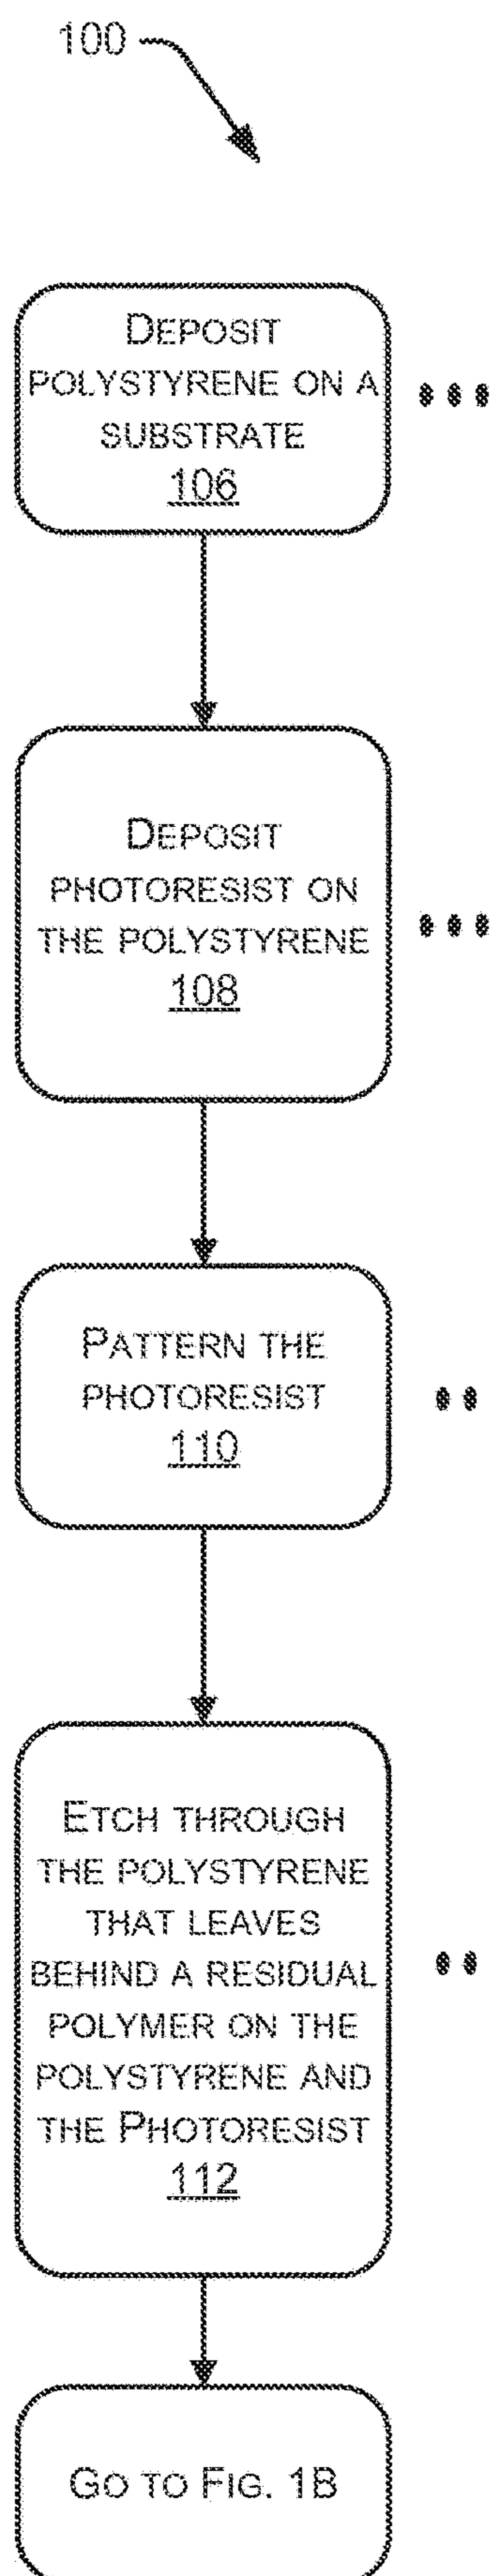 100
DEPOSIT
POLYSTYRENE ON A
SUBSTRATE
106
DEPOSIT
PHOTORESIST ON
THE POLYSTYRENE
108
PATTERN THE
PHOTORESIST
110
ETCH THROUGH
THE POLYSTYRENE
THAT LEAVES
BEHIND A RESIDUAL
POLYMER ON THE
POLYSTYRENE AND
THE PHOTORESIST
112
GO TO FIG. 1B